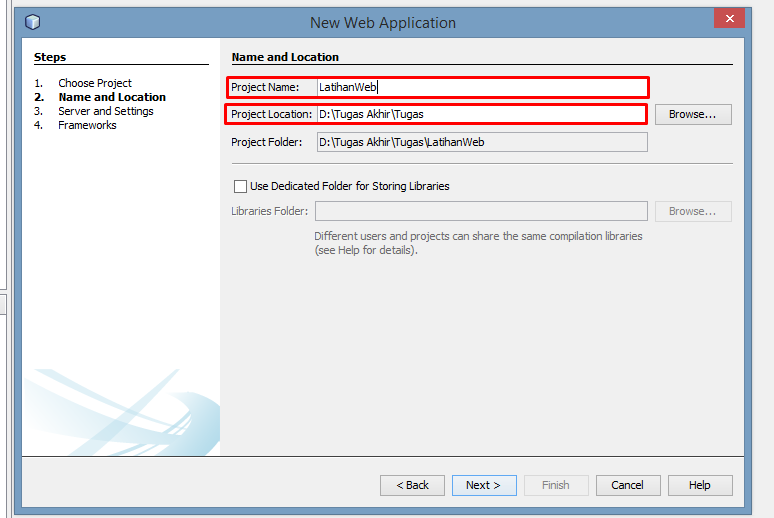 New Web Application
Steps
1. Choose Project
2. Name and Location
3. Server and Settings
4. Frameworks
Name and Location
Project Name: LatihanWeb
Project Location: D:\Tugas Akhir\Tugas Browse...
Project Folder: D:\Tugas Akhir\Tugas\LatihanWeb
Use Dedicated Folder for Storing Libraries
Libraries Folder: Browse...
Different users and projects can share the same compilation libraries
(see Help for details).
< Back Next > Finish Cancel Help